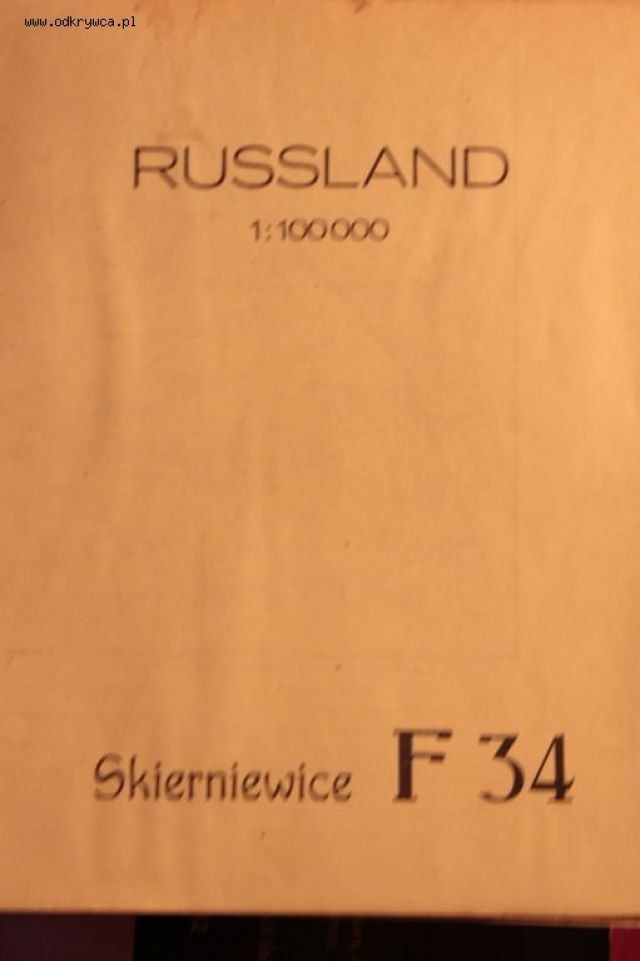 www.odkrywca.pl
RUSSLAND
1:100000
Skierniewice F 34